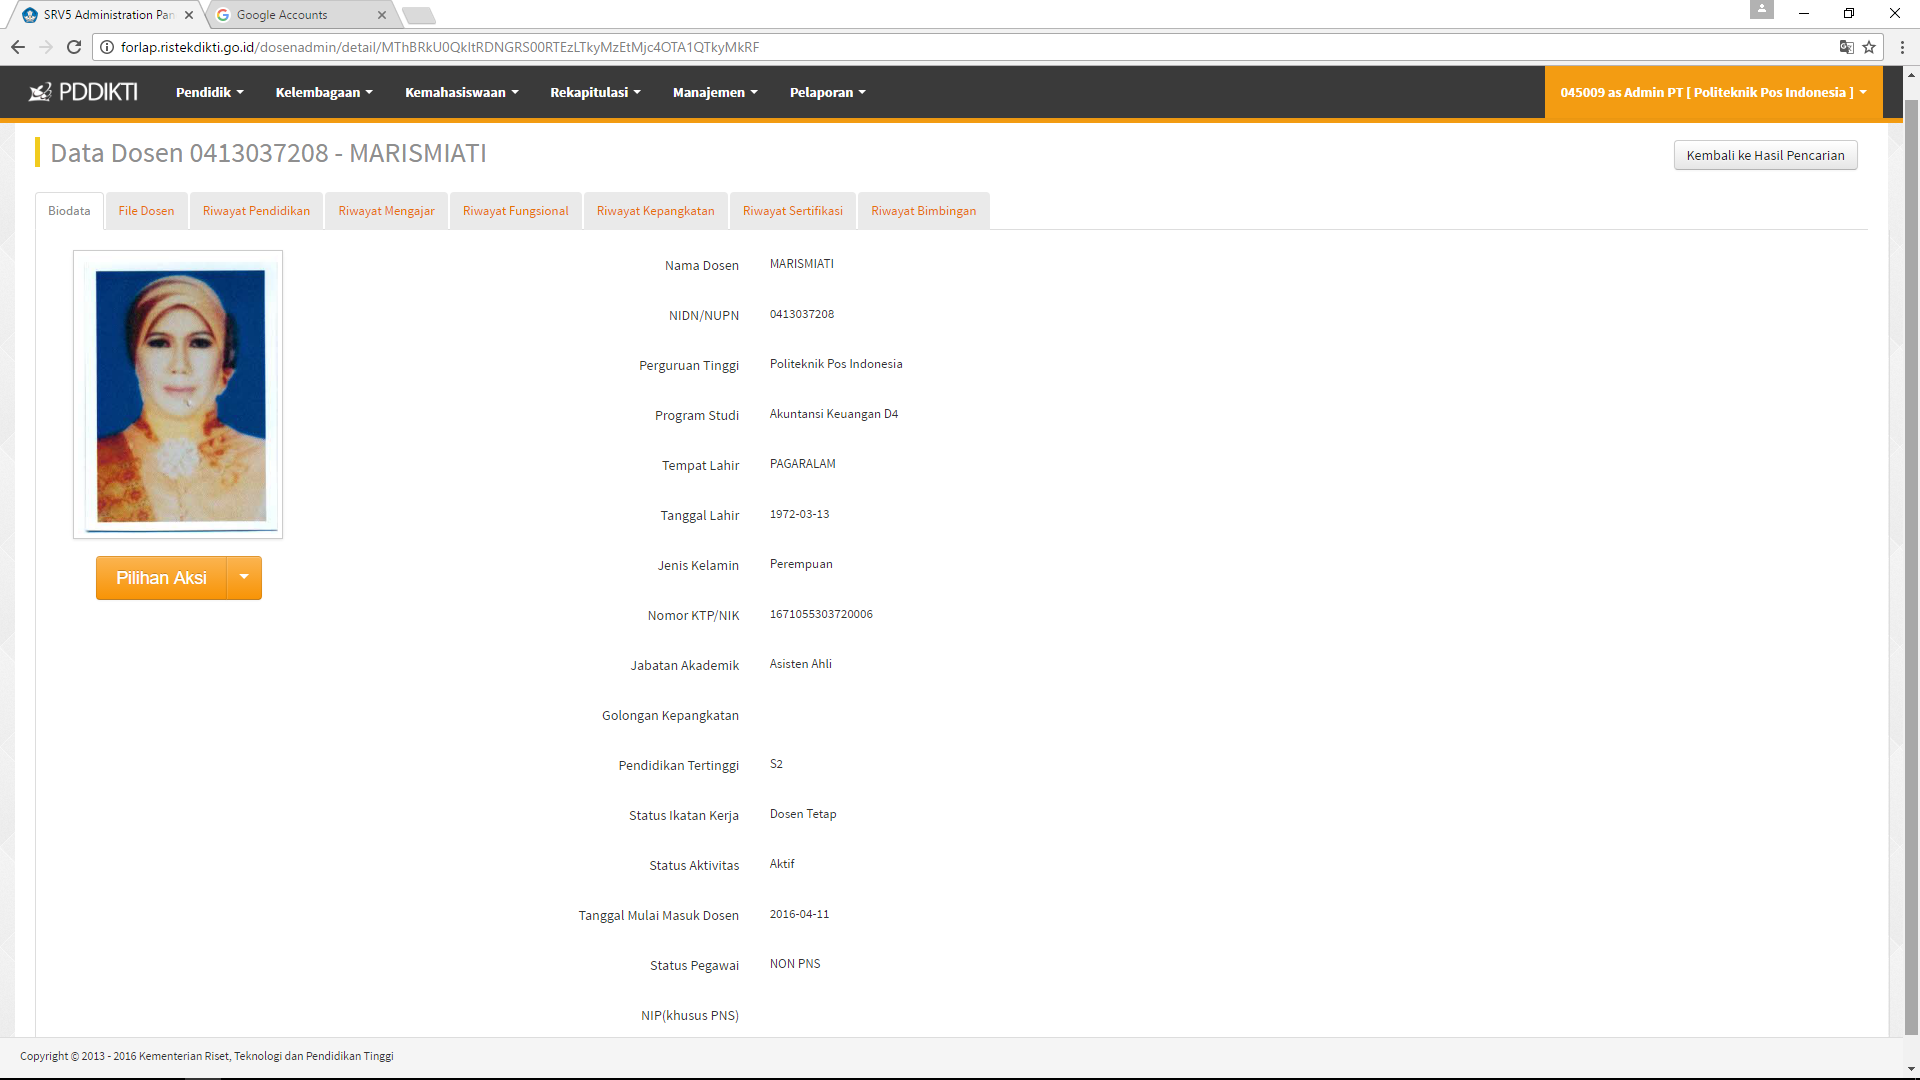 SRV5 Administration Pan
Google Accounts
forlap.ristekdikti.go.id/dosenadmin/detail/MThBRkU0QkItRDNGRS00RTEzLTkyMzEtMjc4OTA1QTkyMkRF
PDDIKTI
Pendidik
Kelembagaan
Kemahasiswaan
Rekapitulasi
Manajemen
Pelaporan
045009 as Admin PT [ Politeknik Pos Indonesia ]
Data Dosen 0413037208 - MARISMIATI
Kembali ke Hasil Pencarian
Biodata
File Dosen
Riwayat Pendidikan
Riwayat Mengajar
Riwayat Fungsional
Riwayat Kepangkatan
Riwayat Sertifikasi
Riwayat Bimbingan
Pilihan Aksi
Nama Dosen MARISMIATI
NIDN/NUPN 0413037208
Perguruan Tinggi Politeknik Pos Indonesia
Program Studi Akuntansi Keuangan D4
Tempat Lahir PAGARALAM
Tanggal Lahir 1972-03-13
Jenis Kelamin Perempuan
Nomor KTP/NIK 1671055303720006
Jabatan Akademik Asisten Ahli
Golongan Kepangkatan
Pendidikan Tertinggi S2
Status Ikatan Kerja Dosen Tetap
Status Aktivitas Aktif
Tanggal Mulai Masuk Dosen 2016-04-11
Status Pegawai NON PNS
NIP(khusus PNS)
Copyright © 2013 - 2016 Kementerian Riset, Teknologi dan Pendidikan Tinggi